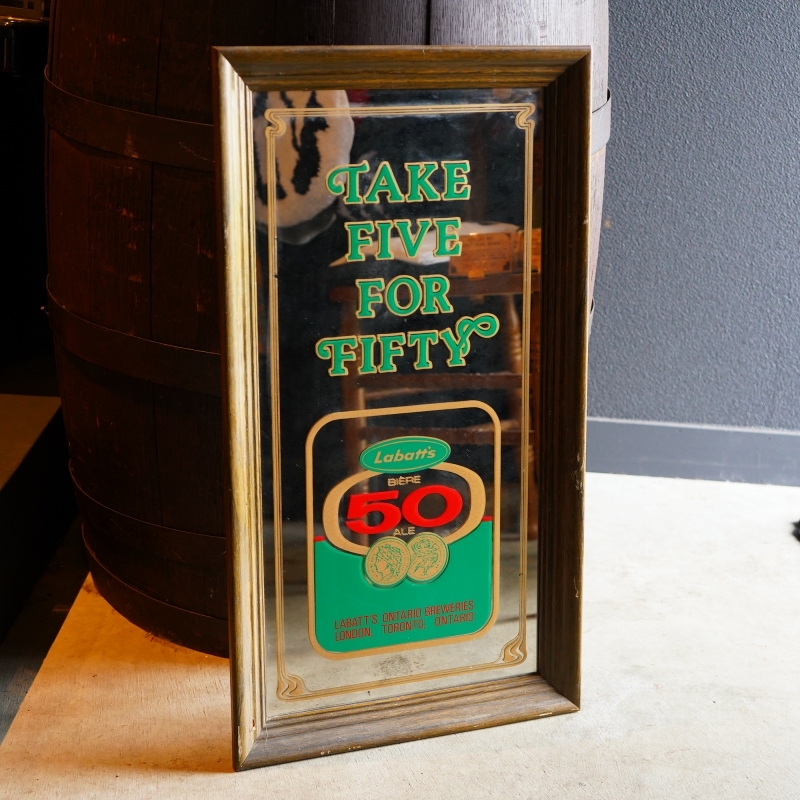 TAKE
FIVE
FOR
FIFTY
Labatt's
BIÈRE
50
ALE
LABATT'S ONTARIO BREWERIES
LONDON TORONTO ONTARIO